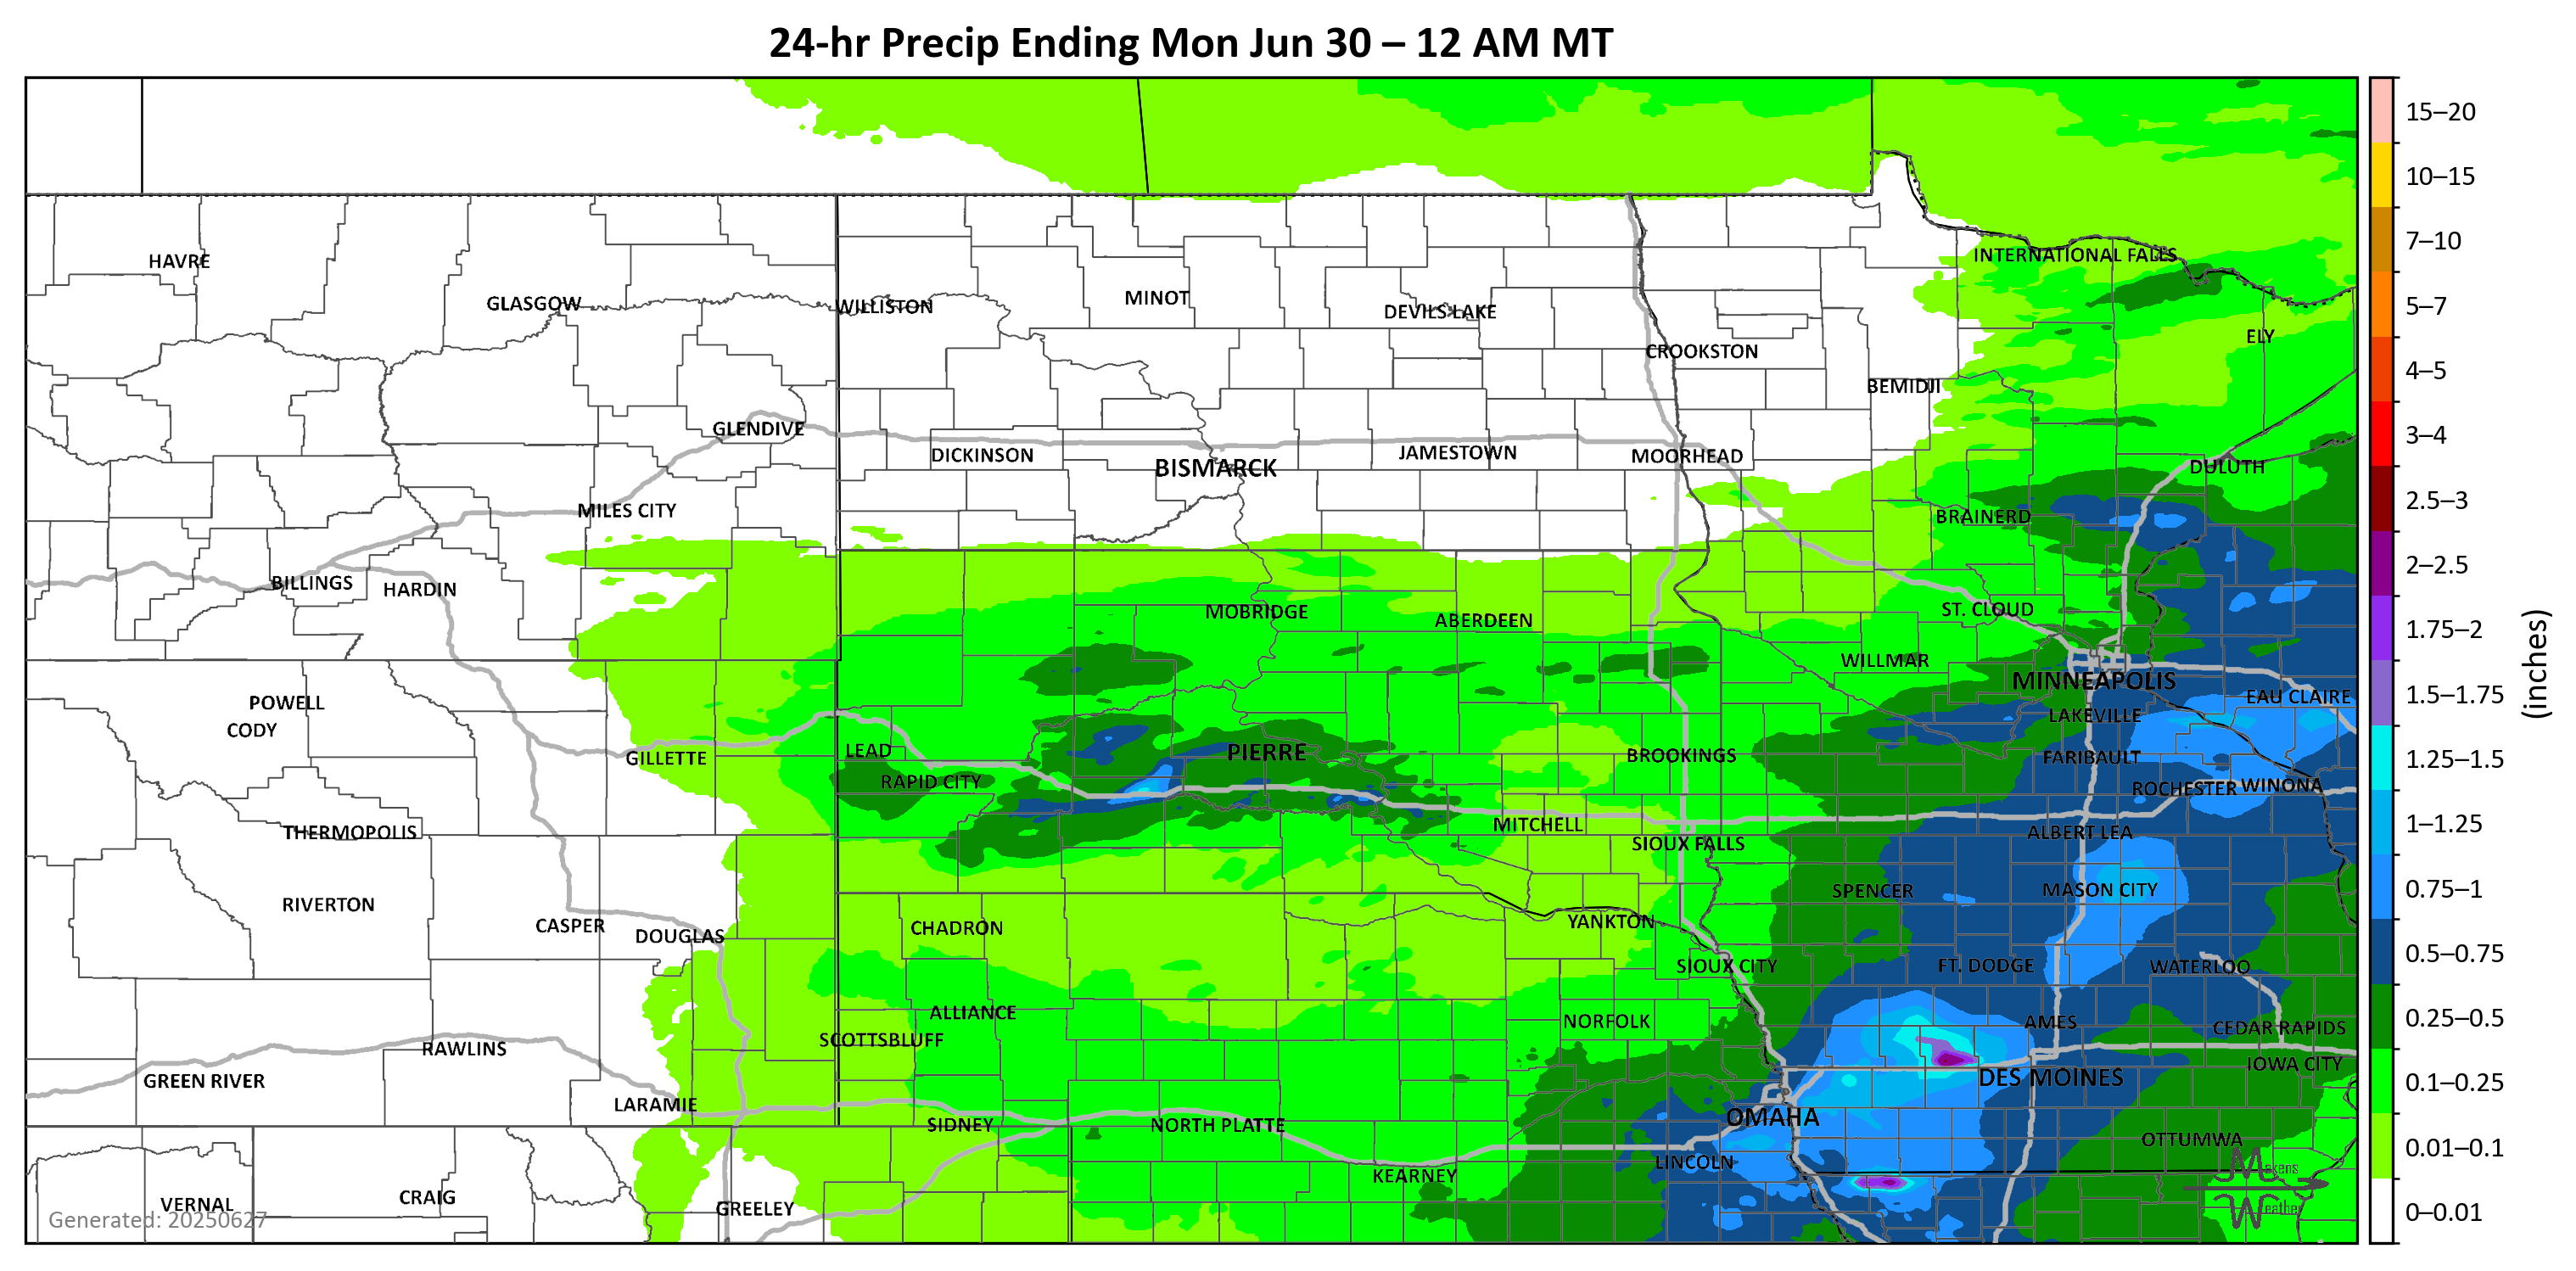 24-hr Precip Ending Mon Jun 30 – 12 AM MT
HAVRE
GLASGOW
WILLISTON
MINOT
DEVILS LAKE
INTERNATIONAL FALLS
ELY
CROOKSTON
BEMIDJI
GLENDIVE
DICKINSON
BISMARCK
JAMESTOWN
MOORHEAD
DULUTH
MILES CITY
BRAINERD
BILLINGS
HARDIN
MOBRIDGE
ABERDEEN
ST. CLOUD
WILLMAR
MINNEAPOLIS
EAU CLAIRE
POWELL
CODY
LAKEVILLE
GILLETTE
LEAD
RAPID CITY
PIERRE
BROOKINGS
FARIBAULT
ROCHESTER
WINONA
THERMOPOLIS
MITCHELL
SIOUX FALLS
ALBERT LEA
RIVERTON
CASPER
DOUGLAS
CHADRON
YANKTON
SPENCER
MASON CITY
SIOUX CITY
FT. DODGE
WATERLOO
ALLIANCE
SCOTTSBLUFF
NORFOLK
AMES
CEDAR RAPIDS
RAWLINS
GREEN RIVER
LARAMIE
IOWA CITY
DES MOINES
OMAHA
SIDNEY
NORTH PLATTE
OTTUMWA
LINCOLN
KEARNEY
VERNAL
CRAIG
GREELEY
Generated: 20250627
Makens
Weather
15–20
10–15
7–10
5–7
4–5
3–4
2.5–3
2–2.5
1.75–2
1.5–1.75
1.25–1.5
1–1.25
0.75–1
0.5–0.75
0.25–0.5
0.1–0.25
0.01–0.1
0–0.01
(inches)